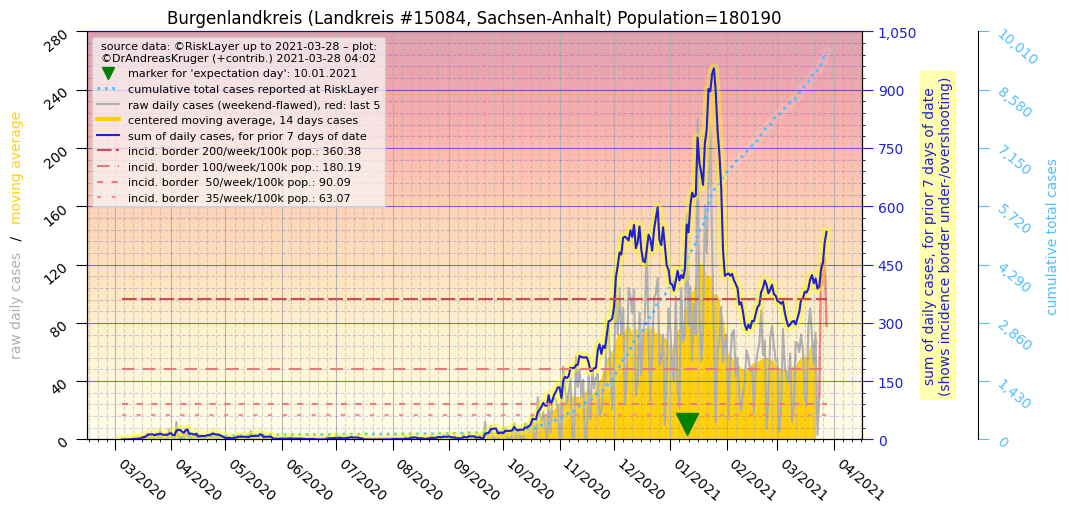 Burgenlandkreis (Landkreis #15084, Sachsen-Anhalt) Population=180190
source data: ©RiskLayer up to 2021-03-28 – plot:
©DrAndreasKruger (+contrib.) 2021-03-28 04:02
marker for 'expectation day': 10.01.2021
cumulative total cases reported at RiskLayer
raw daily cases (weekend-flawed), red: last 5
centered moving average, 14 days cases
sum of daily cases, for prior 7 days of date
incid. border 200/week/100k pop.: 360.38
incid. border 100/week/100k pop.: 180.19
incid. border  50/week/100k pop.: 90.09
incid. border  35/week/100k pop.: 63.07
raw daily cases / moving average
280
240
200
160
120
80
40
0
03/2020
04/2020
05/2020
06/2020
07/2020
08/2020
09/2020
10/2020
11/2020
12/2020
01/2021
02/2021
03/2021
04/2021
1,050
900
750
600
450
300
150
0
sum of daily cases, for prior 7 days of date
(shows incidence border under-/overshooting)
10,010
8,580
7,150
5,720
4,290
2,860
1,430
0
cumulative total cases